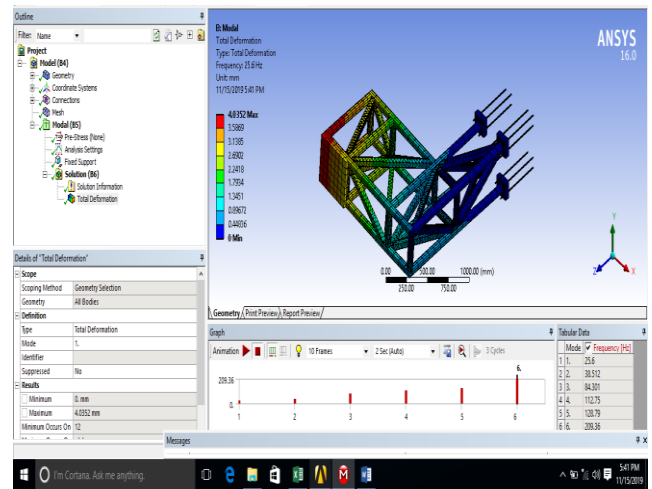 Outline
Filter: Name
Project
Model (B4)
Geometry
Coordinate Systems
Connections
Mesh
Modal (B5)
Pre-Stress (None)
Analysis Settings
Fixed Support
Solution (B6)
Solution Information
Total Deformation
Details of "Total Deformation"
Scope
Scoping Method Geometry Selection
Geometry All Bodies
Definition
Type Total Deformation
Mode 1.
Identifier
Suppressed No
Results
Minimum 0. mm
Maximum 4.0352 mm
Minimum Occurs On 12
B: Modal
Total Deformation
Type: Total Deformation
Frequency: 25.6 Hz
Unit: mm
11/15/2019 5:41 PM
4.0352 Max
3.5869
3.1385
2.6902
2.2418
1.7934
1.3451
0.89672
0.44836
0 Min
ANSYS
16.0
0.00 500.00 1000.00 (mm)
250.00 750.00
Y
Z X
Geometry Print Preview Report Preview
Graph
Animation 10 Frames 2 Sec (Auto) 3 Cycles
6.
209.36
0.
1 2 3 4 5 6
Tabular Data
Mode Frequency [Hz]
1 1. 25.6
2 2. 38.512
3 3. 84.301
4 4. 112.75
5 5. 128.79
6 6. 209.36
Messages
I'm Cortana. Ask me anything.
5:41 PM
11/15/2019